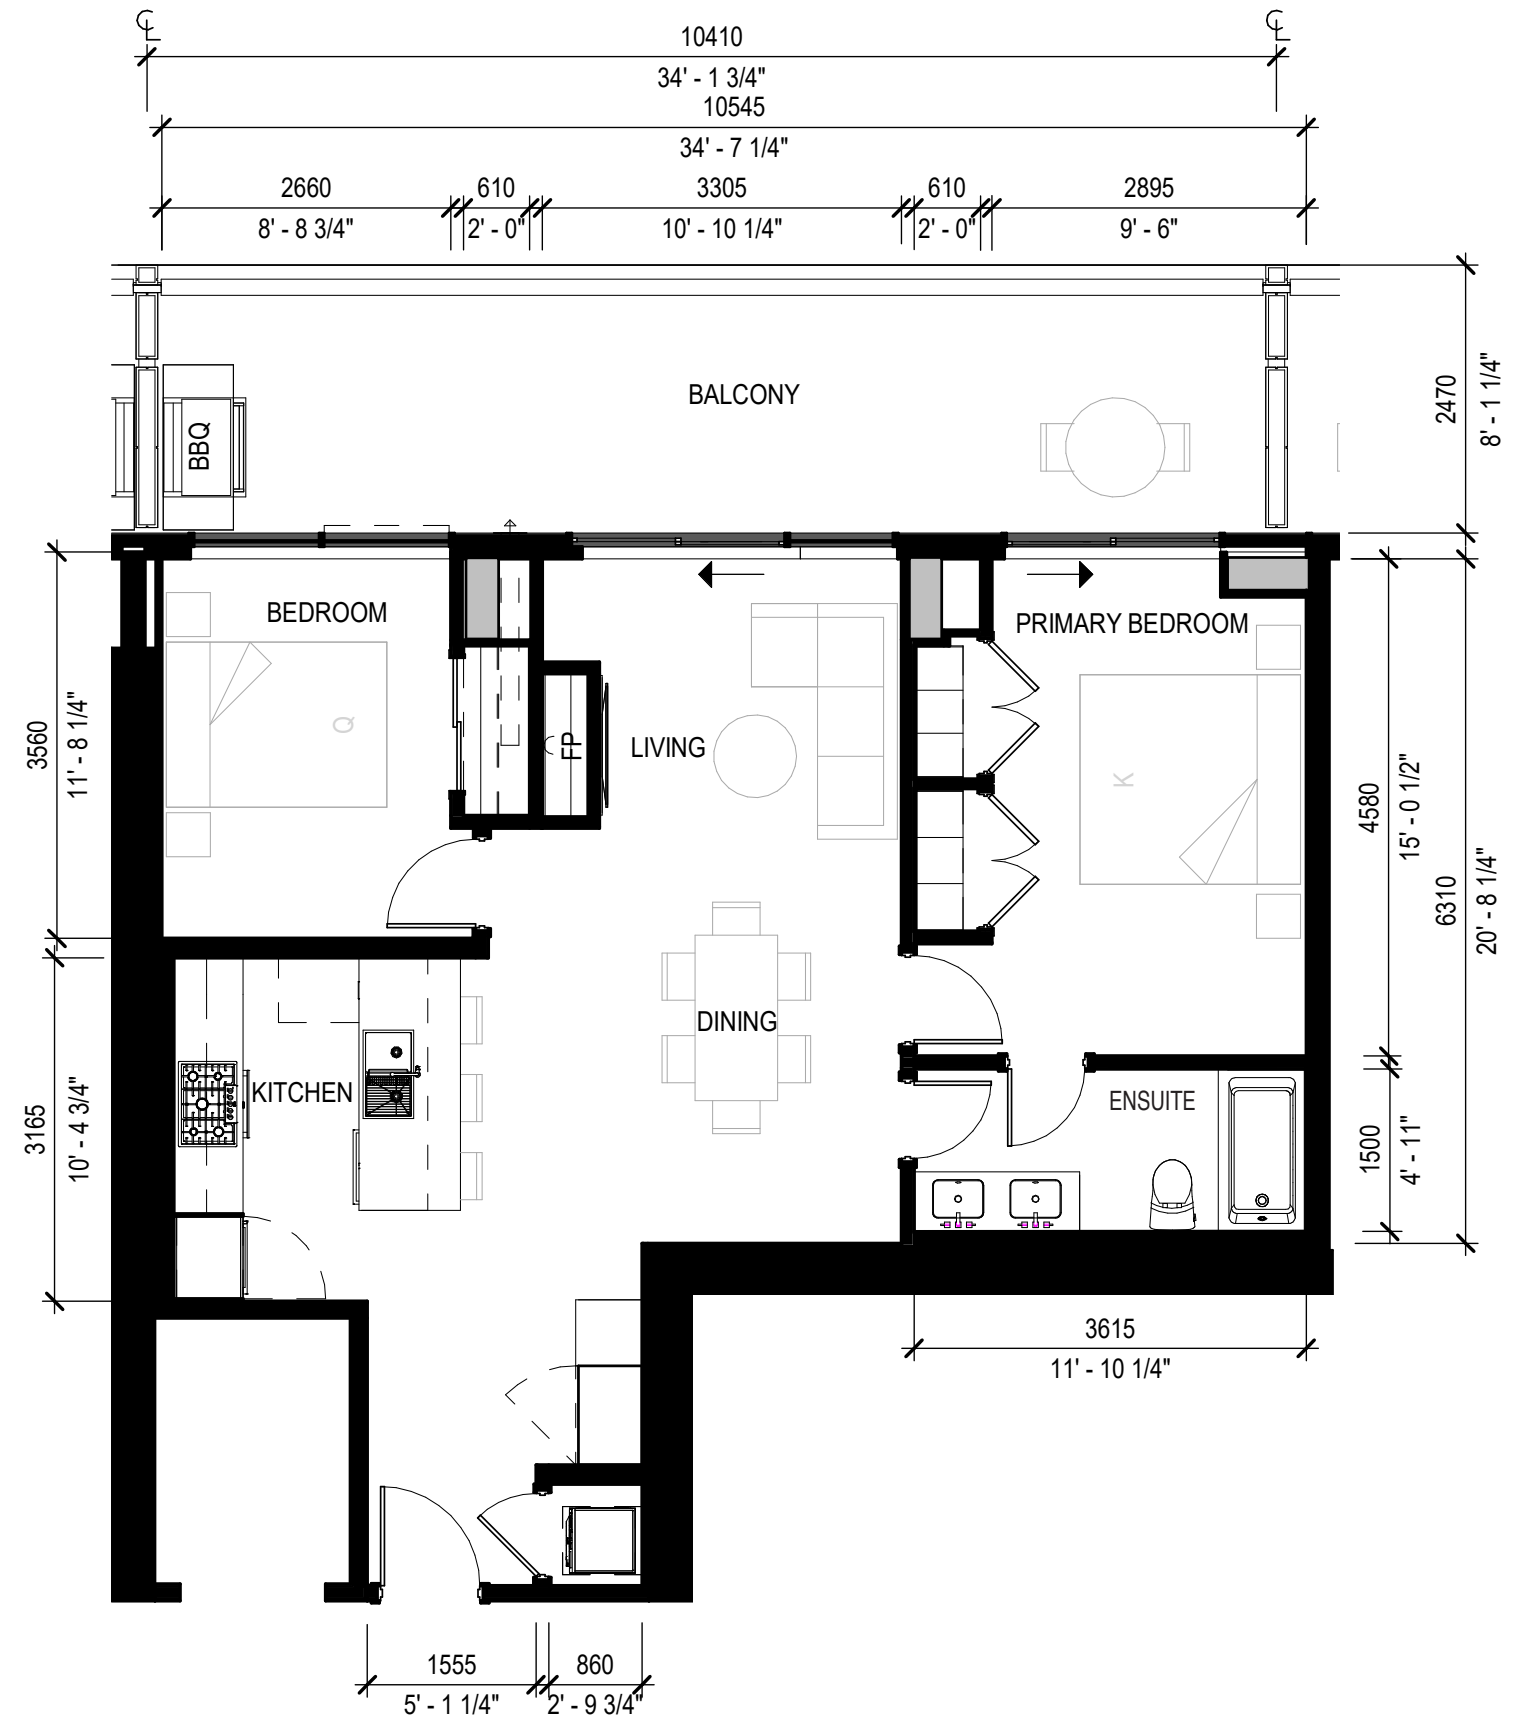 10410
34' - 1 3/4"
10545
34' - 7 1/4"
2660
610
3305
610
2895
8' - 8 3/4"
2' - 0"
10' - 10 1/4"
2' - 0"
9' - 6"
BALCONY
2470
8' - 1 1/4"
BBQ
BEDROOM
PRIMARY BEDROOM
Q
FP
LIVING
K
3560
11' - 8 1/4"
4580
15' - 0 1/2"
6310
20' - 8 1/4"
DINING
KITCHEN
ENSUITE
3165
10' - 4 3/4"
1500
4' - 11"
3615
11' - 10 1/4"
1555
860
5' - 1 1/4"
2' - 9 3/4"